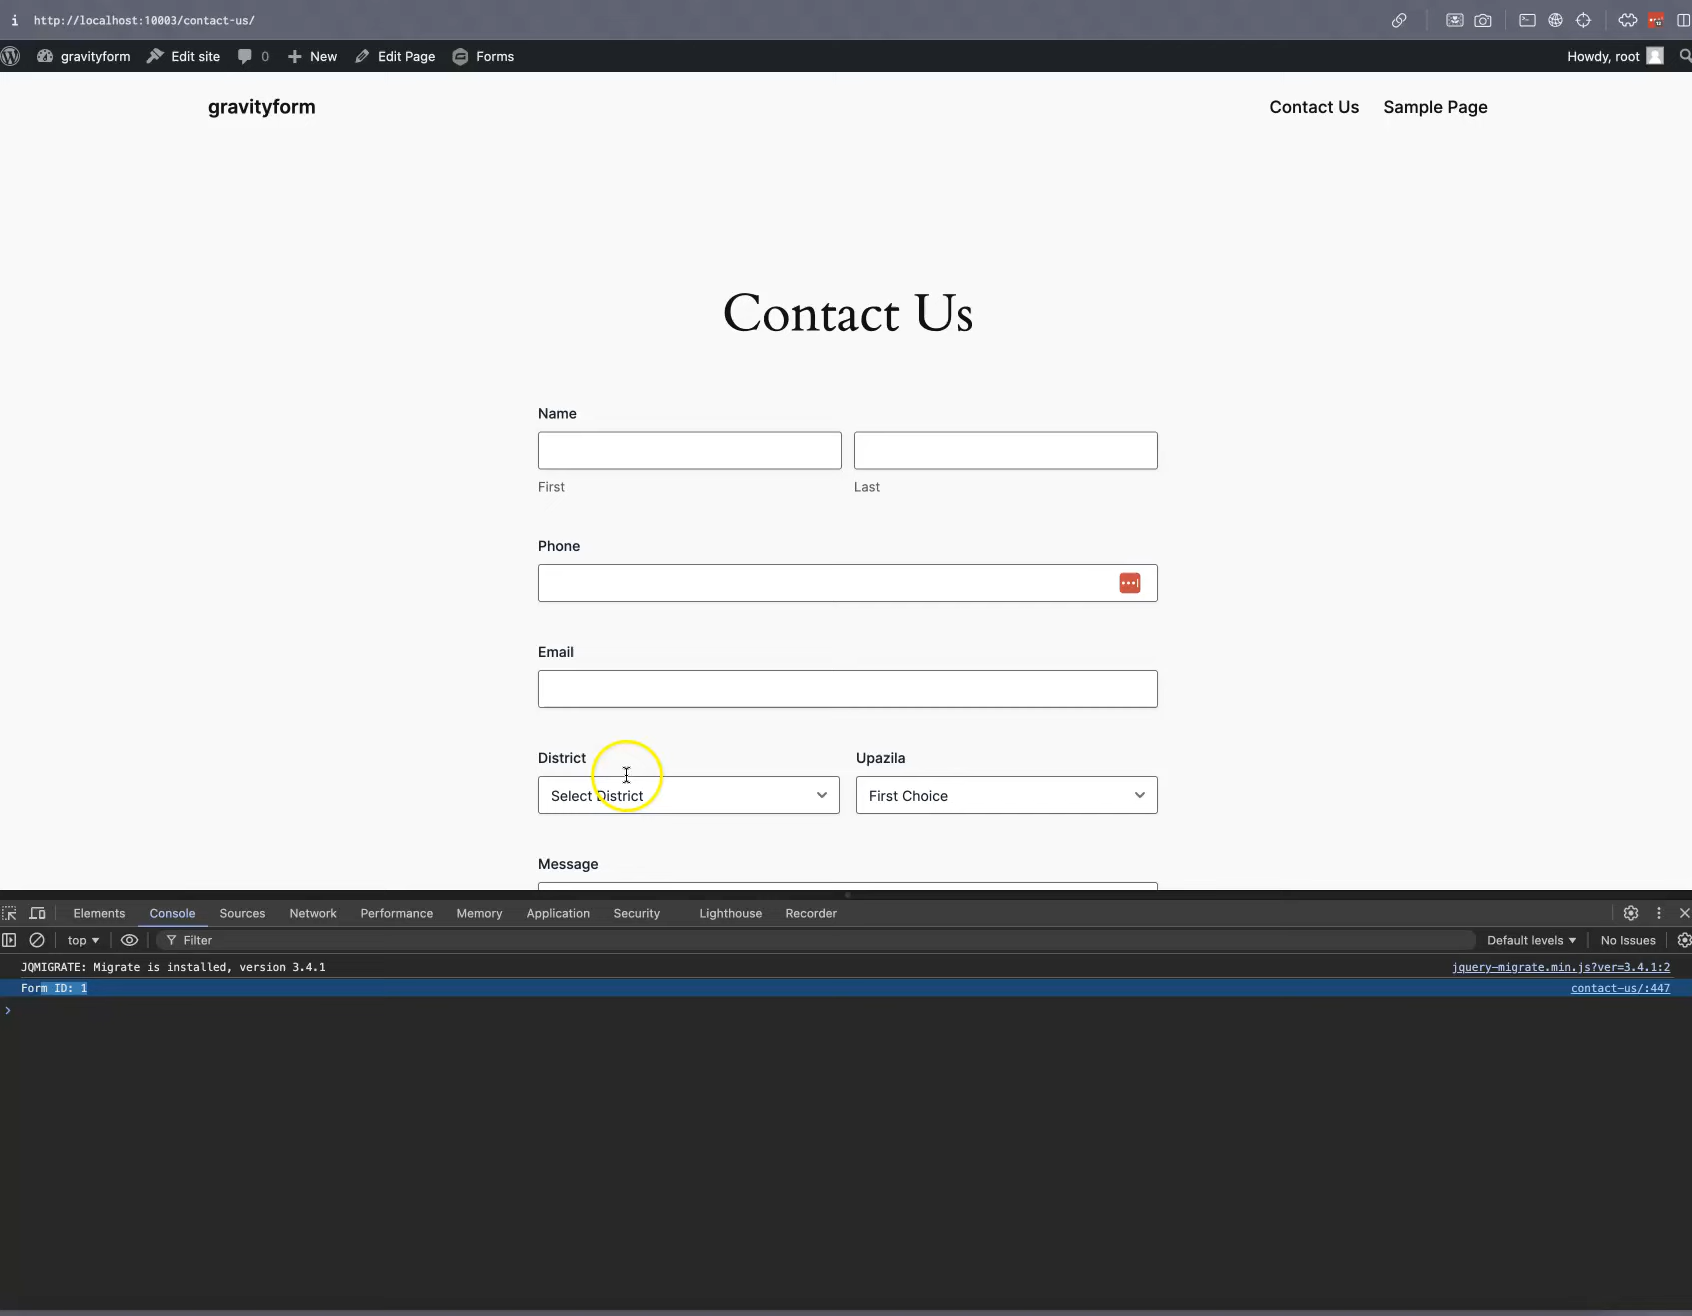 http://localhost:10003/contact-us/
gravityform Edit site 0 New Edit Page Forms Howdy, root
gravityform Contact Us Sample Page
Contact Us
Name
First Last
Phone
Email
District Upazila
Select District First Choice
Message
Elements Console Sources Network Performance Memory Application Security Lighthouse Recorder
top Filter Default levels No Issues
JQMIGRATE: Migrate is installed, version 3.4.1 jquery-migrate.min.js?ver=3.4.1:2
Form ID: 1 contact-us/:447